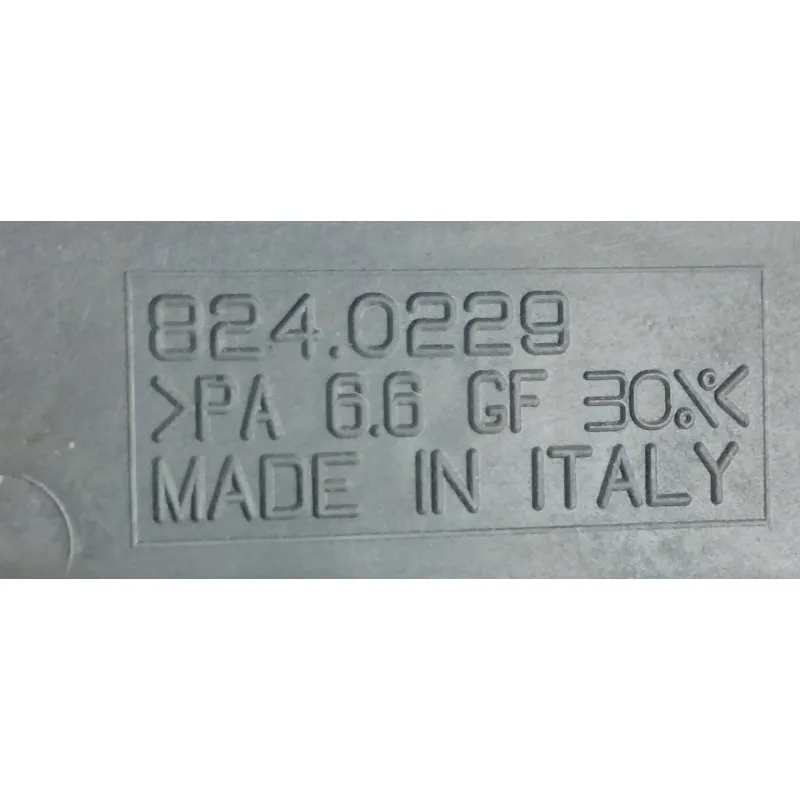 824.0229
>PA 6.6 GF 30%<
MADE IN ITALY